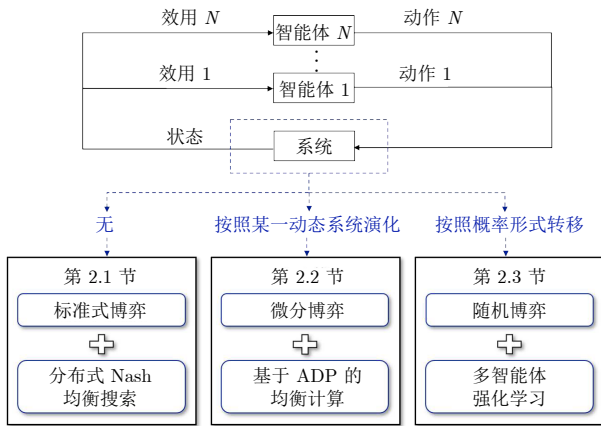 效用 N
智能体 N
动作 N
效用 1
智能体 1
动作 1
状态
系统
无
按照某一动态系统演化
按照概率形式转移
第 2.1 节
标准式博弈
分布式 Nash
均衡搜索
第 2.2 节
微分博弈
基于 ADP 的
均衡计算
第 2.3 节
随机博弈
多智能体
强化学习